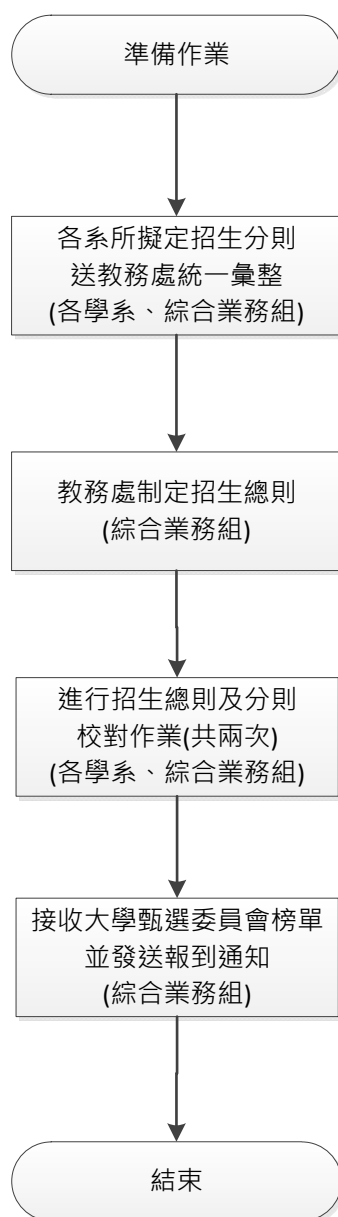 準備作業
各系所擬定招生分則
送教務處統一彙整
(各學系、綜合業務組)
教務處制定招生總則
(綜合業務組)
進行招生總則及分則
校對作業(共兩次)
(各學系、綜合業務組)
接收大學甄選委員會榜單
並發送報到通知
(綜合業務組)
結束